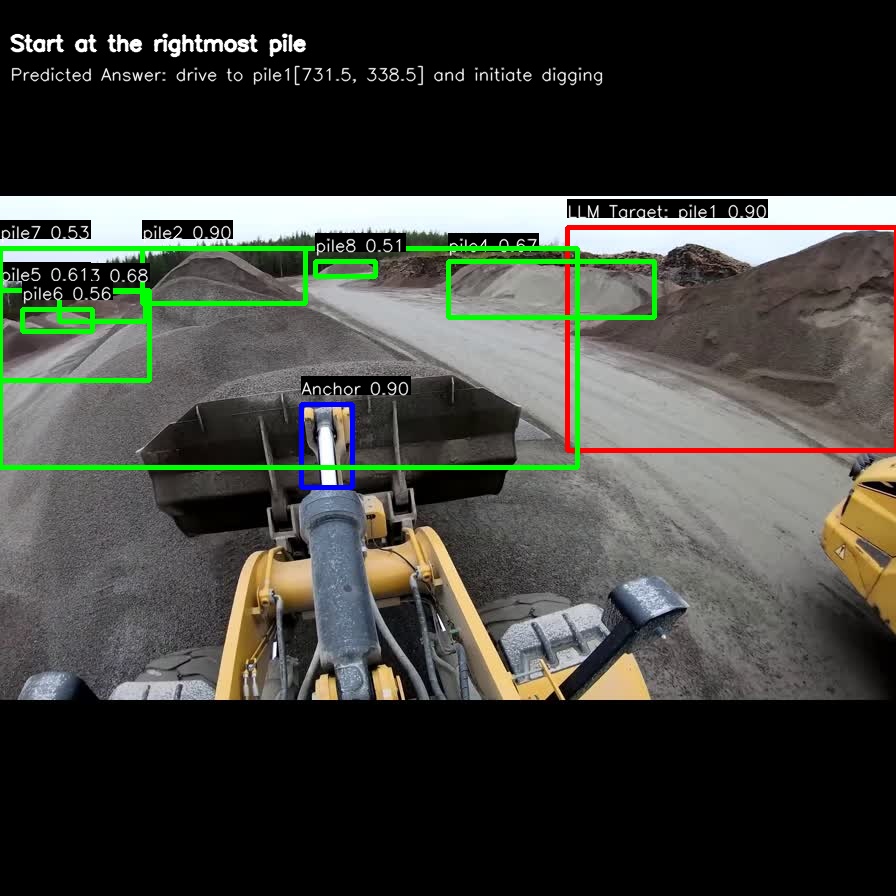 Start at the rightmost pile
Predicted Answer: drive to pile1[731.5, 338.5] and initiate digging
LLM Target: pile1 0.90
pile7 0.53
pile2 0.90
pile8 0.51
pile4 0.67
pile5 0.613 0.68
pile6 0.56
Anchor 0.90